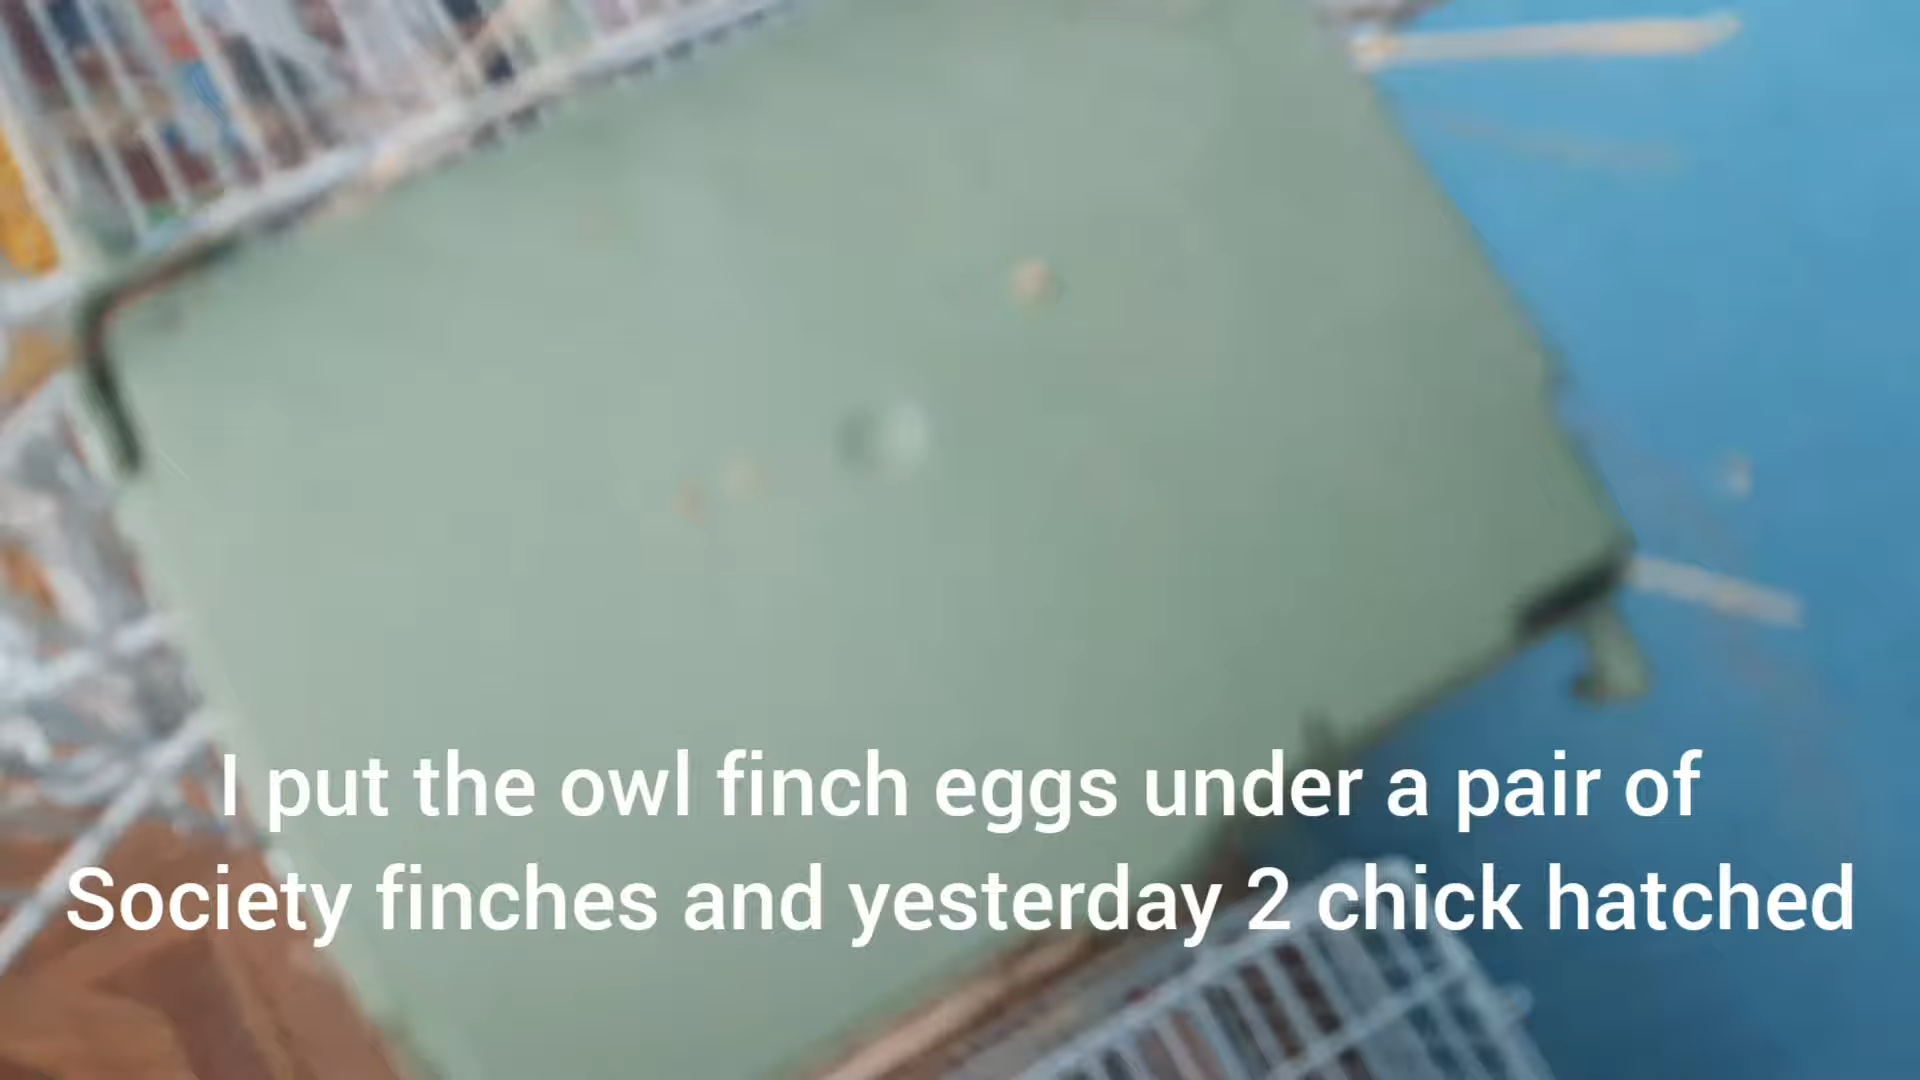 I put the owl finch eggs under a pair of
Society finches and yesterday 2 chick hatched